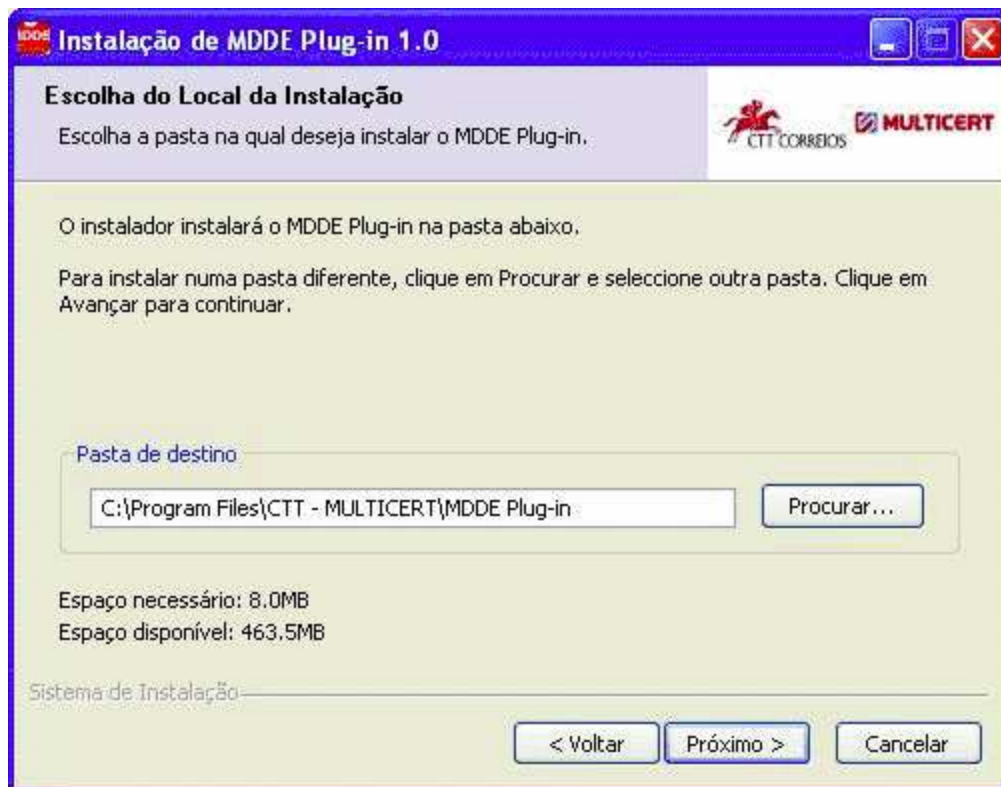 Instalação de MDDE Plug-in 1.0
Escolha do Local da Instalação
Escolha a pasta na qual deseja instalar o MDDE Plug-in.
CTT CORREIOS
MULTICERT
O instalador instalará o MDDE Plug-in na pasta abaixo.
Para instalar numa pasta diferente, clique em Procurar e seleccione outra pasta. Clique em
Avançar para continuar.
Pasta de destino
C:\Program Files\CTT - MULTICERT\MDDE Plug-in
Procurar...
Espaço necessário: 8.0MB
Espaço disponível: 463.5MB
Sistema de Instalação
< Voltar
Próximo >
Cancelar